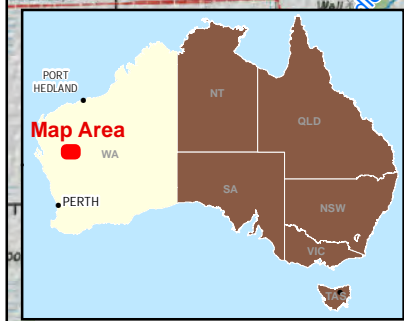 PORT
HEDLAND
NT
QLD
Map Area
WA
SA
PERTH
NSW
VIC
TAS